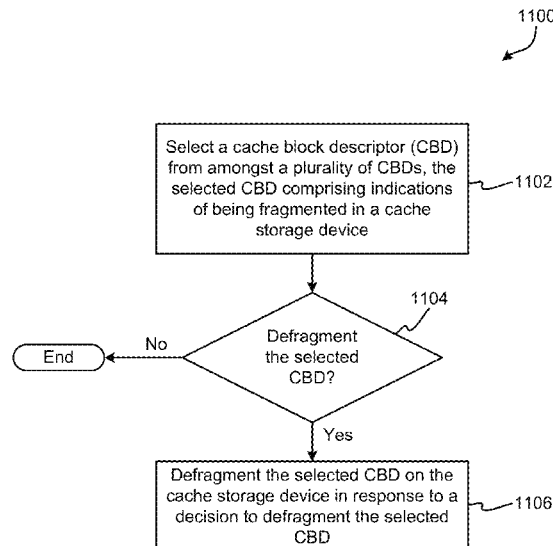 1100
Select a cache block descriptor (CBD)
from amongst a plurality of CBDs, the
selected CBD comprising indications
of being fragmented in a cache
storage device
1102
1104
Defragment
the selected
CBD?
No
End
Yes
Defragment the selected CBD on the
cache storage device in response to a
decision to defragment the selected
CBD
1106